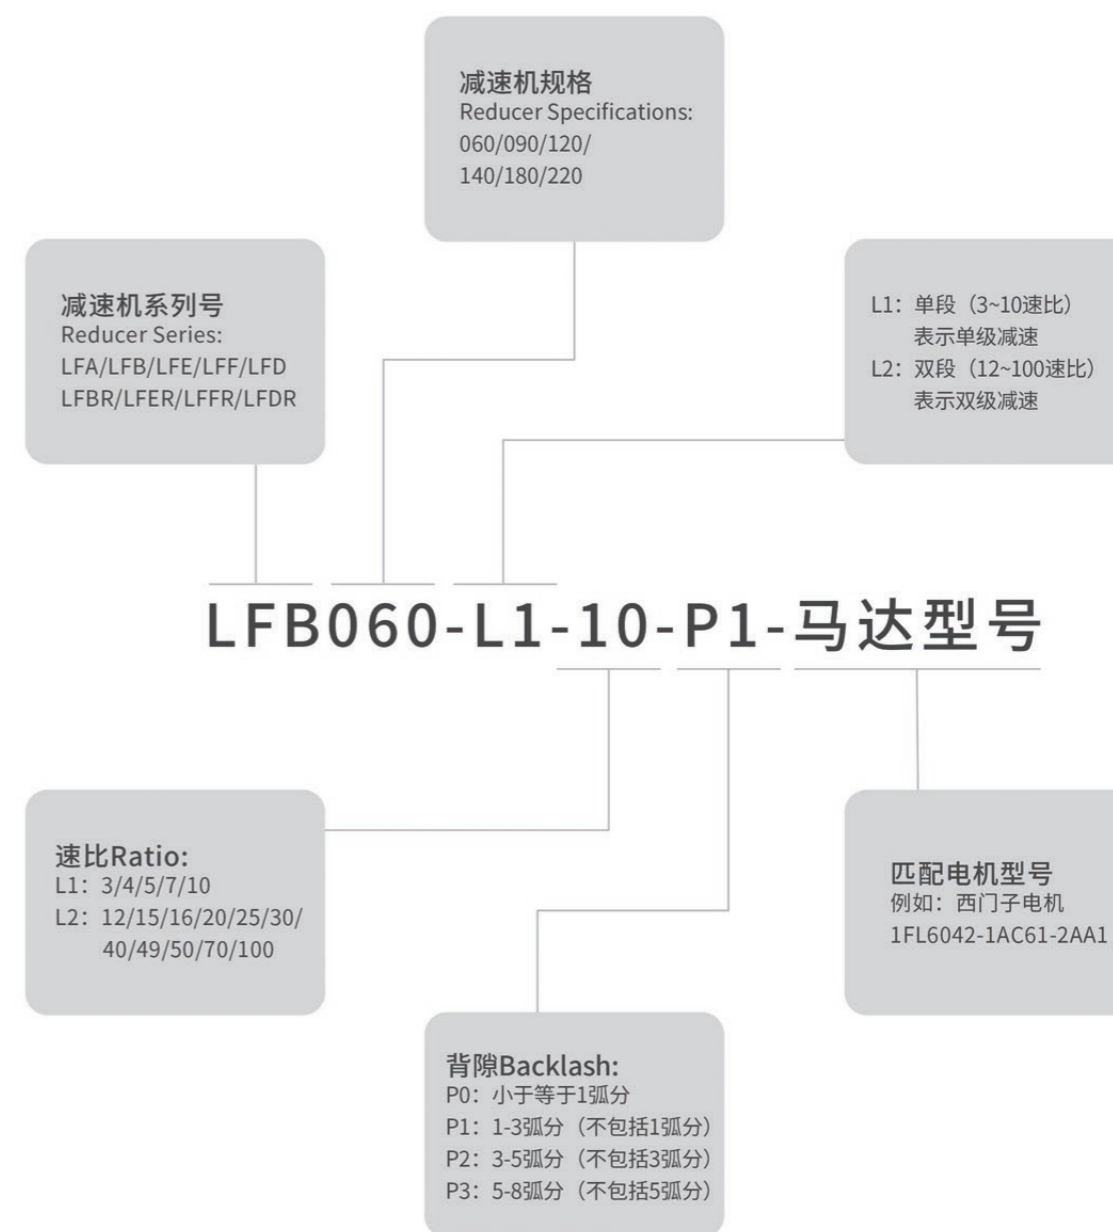 减速机规格
Reducer Specifications:
060/090/120/
140/180/220
减速机系列号
Reducer Series:
LFA/LFB/LFE/LFF/LFD
LFBR/LFER/LFFR/LFDR
L1：单段（3~10速比）
表示单级减速
L2：双段（12~100速比）
表示双级减速
LFB060-L1-10-P1-马达型号
速比Ratio:
L1：3/4/5/7/10
L2：12/15/16/20/25/30/
40/49/50/70/100
匹配电机型号
例如：西门子电机
1FL6042-1AC61-2AA1
背隙Backlash:
P0：小于等于1弧分
P1：1-3弧分（不包括1弧分）
P2：3-5弧分（不包括3弧分）
P3：5-8弧分（不包括5弧分）